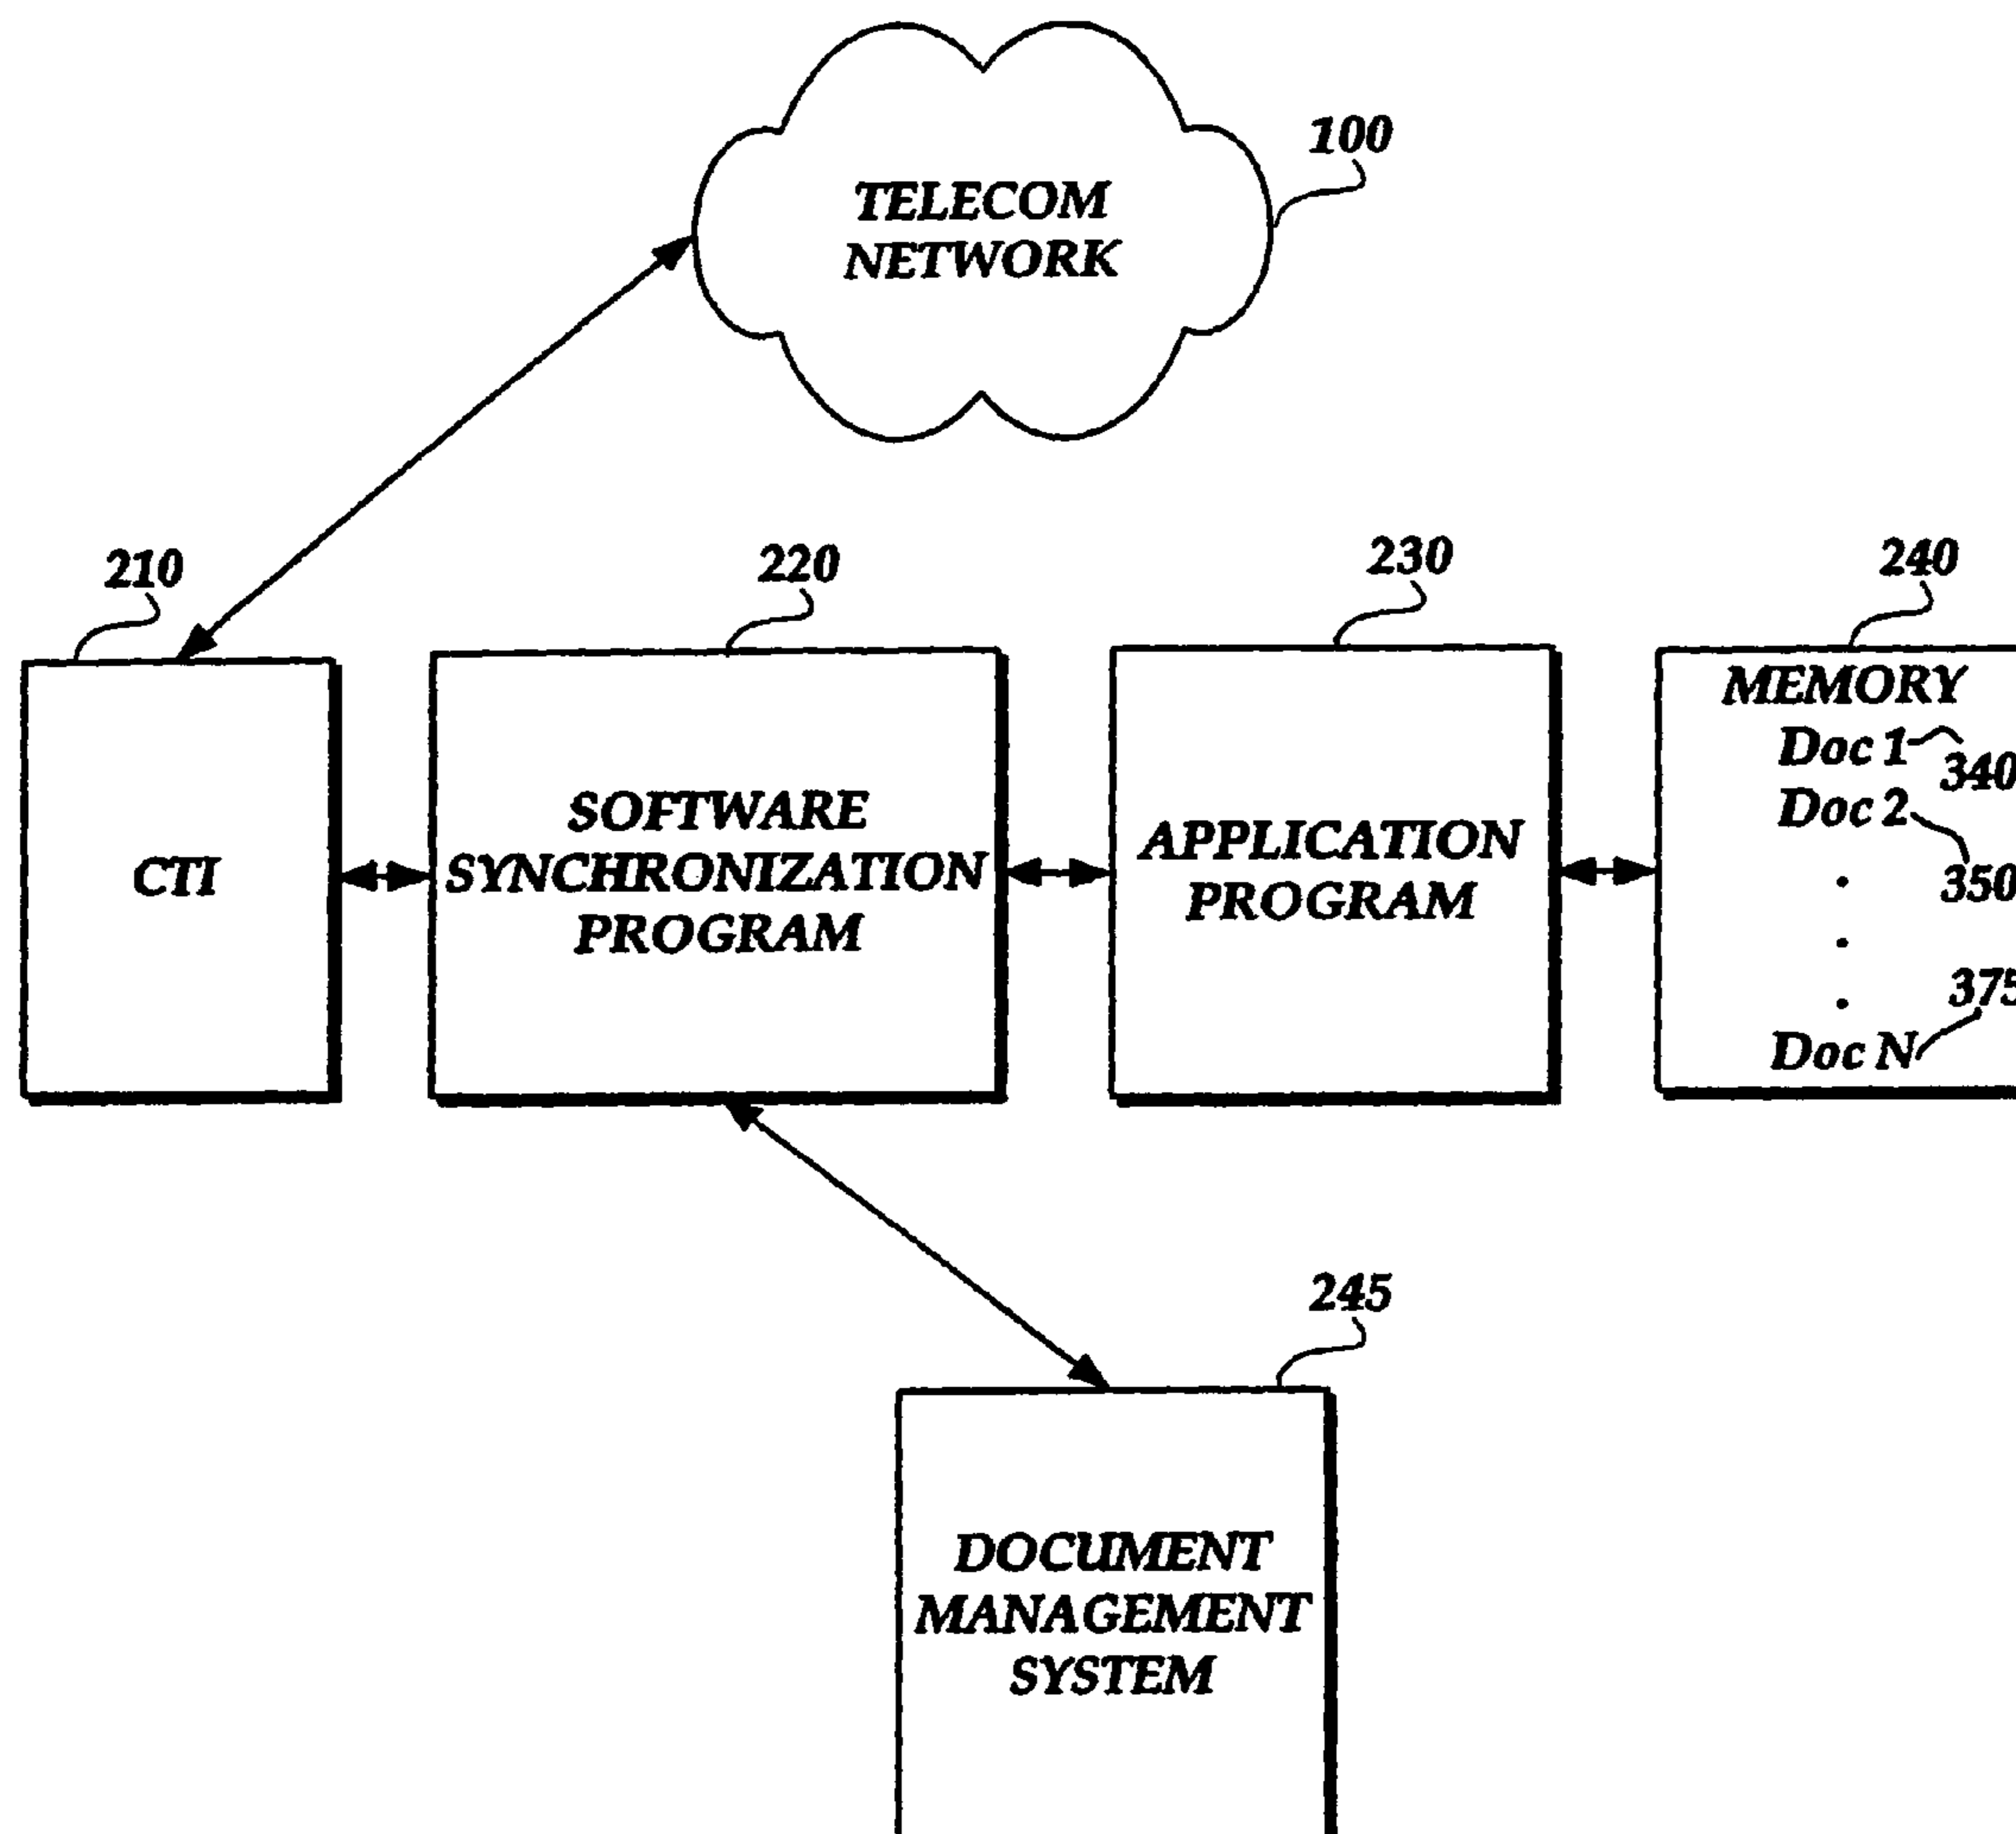 100
TELECOM
NETWORK
210
220
230
240
CTI
SOFTWARE
SYNCHRONIZATION
PROGRAM
APPLICATION
PROGRAM
MEMORY
Doc 1
340
Doc 2
350
.
.
.
375
Doc N
245
DOCUMENT
MANAGEMENT
SYSTEM